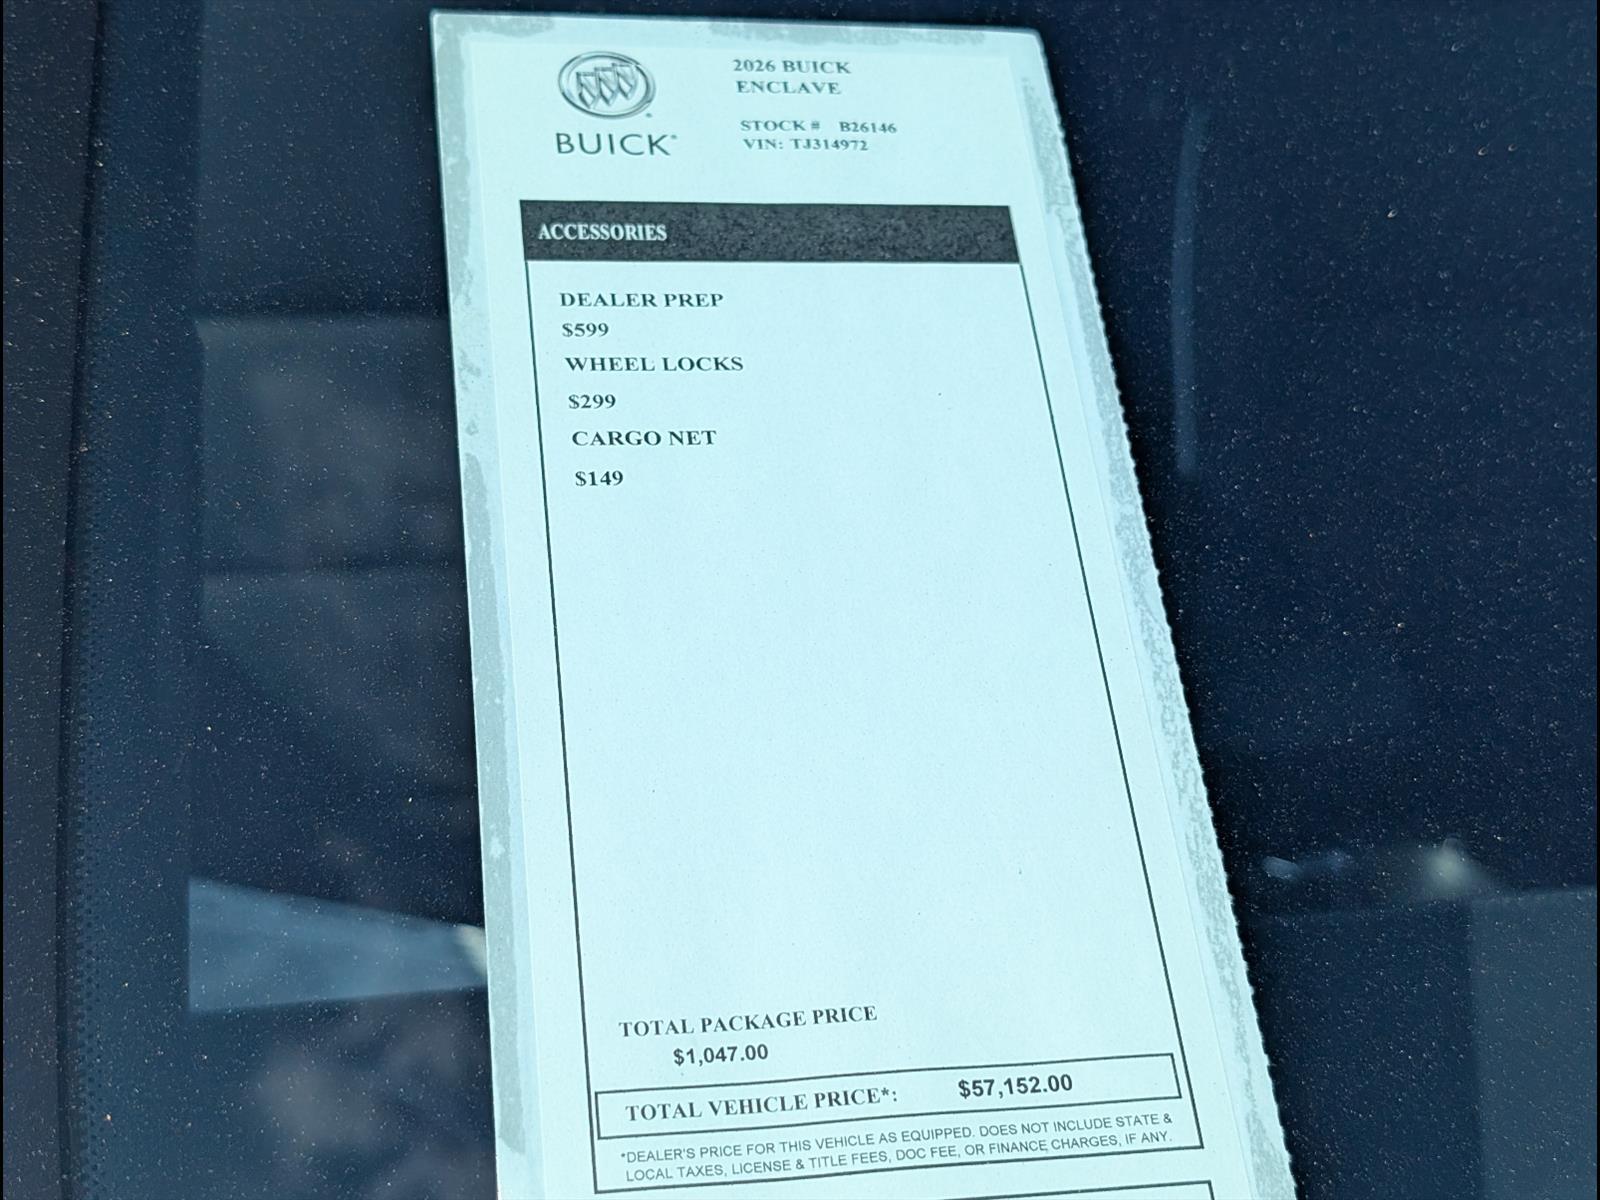 BUICK
2026 BUICK
ENCLAVE
STOCK # B26146
VIN: TJ314972
ACCESSORIES
DEALER PREP
$599
WHEEL LOCKS
$299
CARGO NET
$149
TOTAL PACKAGE PRICE
$1,047.00
TOTAL VEHICLE PRICE*: $57,152.00
*DEALER'S PRICE FOR THIS VEHICLE AS EQUIPPED. DOES NOT INCLUDE STATE &
LOCAL TAXES, LICENSE & TITLE FEES, DOC FEE, OR FINANCE CHARGES, IF ANY.